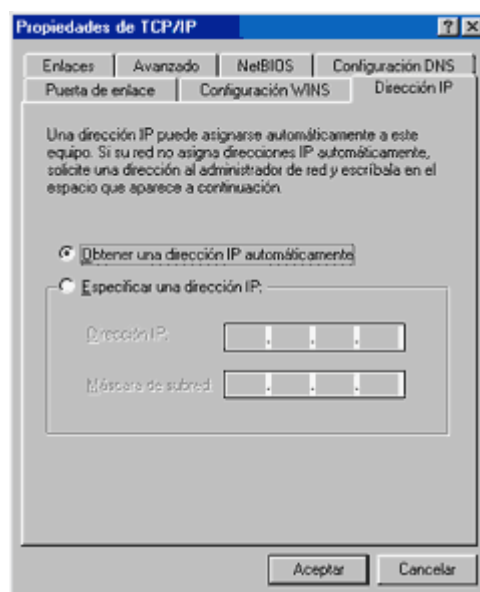 Propiedades de TCP/IP
Enlaces Avanzado NetBIOS Configuración DNS
Puerta de enlace Configuración WINS Dirección IP
Una dirección IP puede asignarse automáticamente a este
equipo. Si su red no asigna direcciones IP automáticamente,
solicite una dirección al administrador de red y escríbala en el
espacio que aparece a continuación.
Obtener una dirección IP automáticamente
Especificar una dirección IP:
Dirección IP:
Máscara de subred:
Aceptar Cancelar